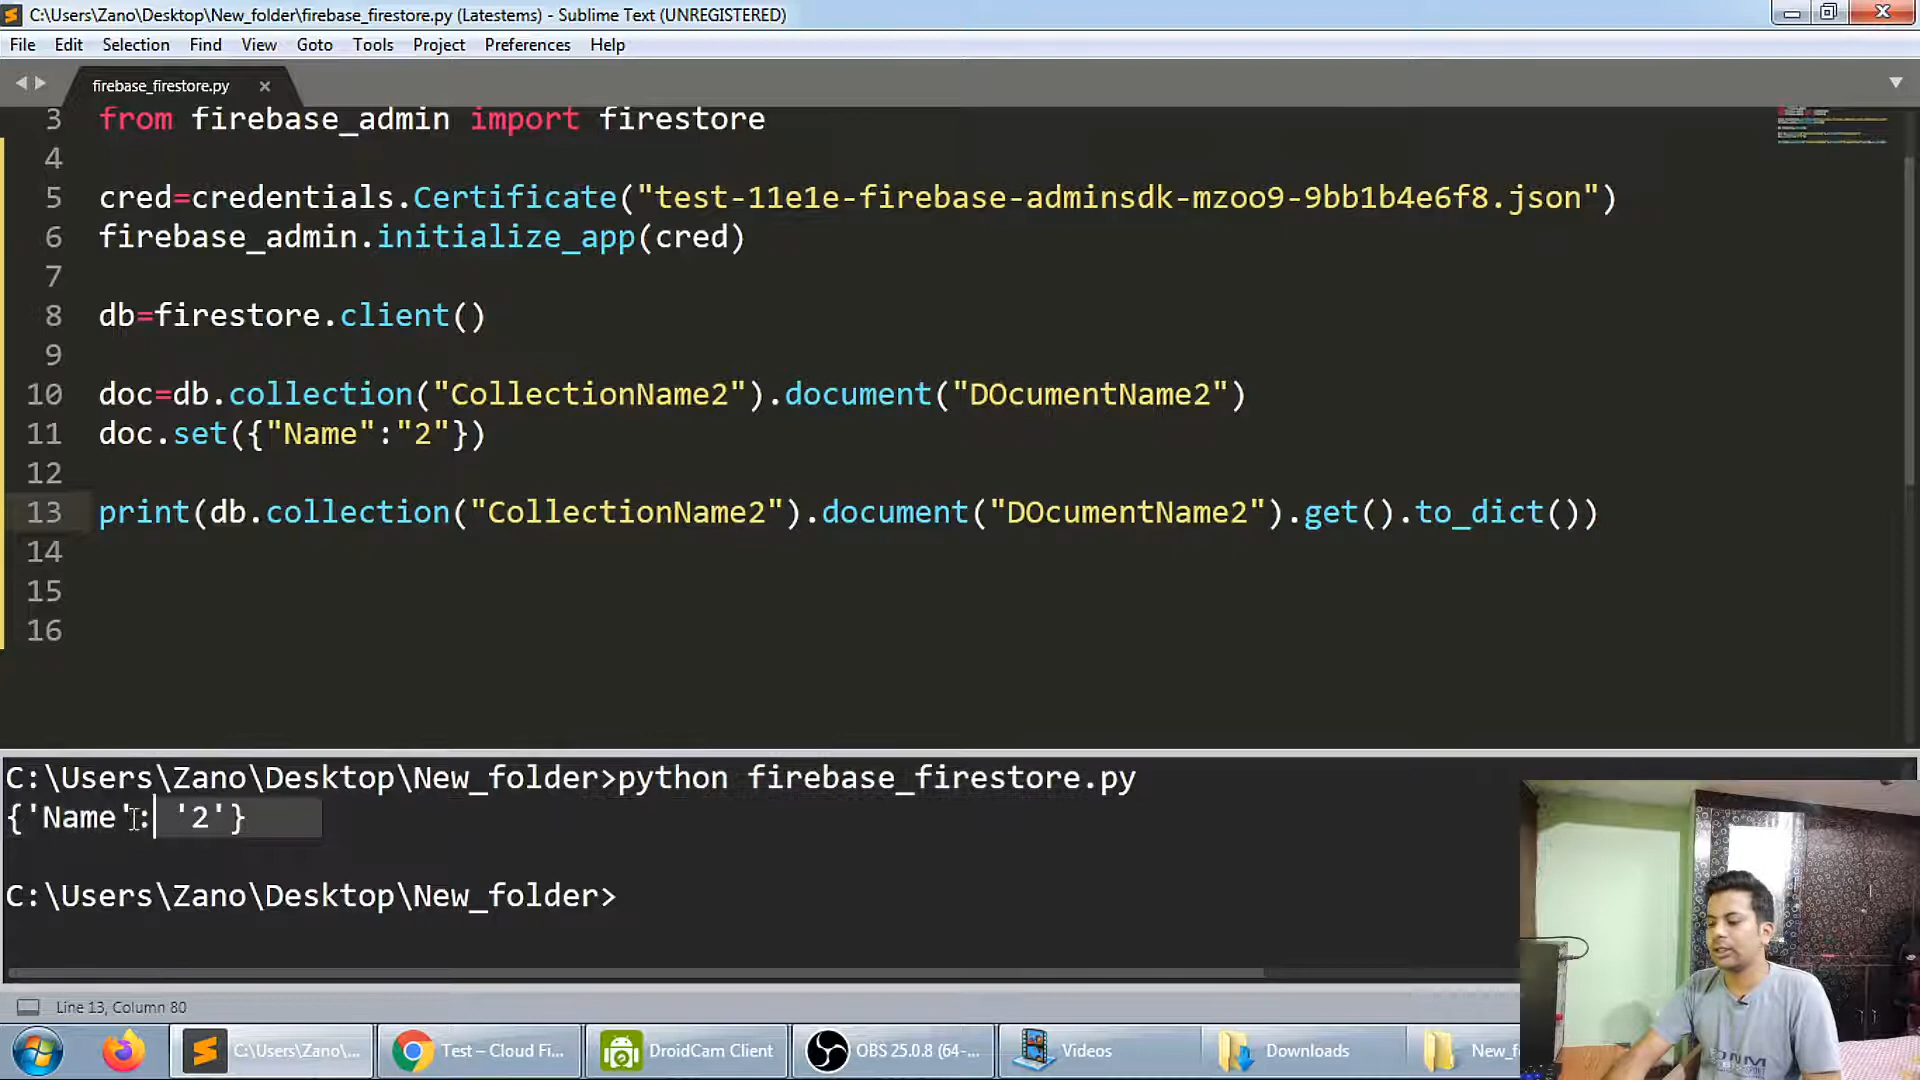 C:\Users\Zano\Desktop\New_folder\firebase_firestore.py (Latestems) - Sublime Text (UNREGISTERED)
File Edit Selection Find View Goto Tools Project Preferences Help
firebase_firestore.py
3 from firebase_admin import firestore
4
5 cred=credentials.Certificate("test-11e1e-firebase-adminsdk-mzoo9-9bb1b4e6f8.json")
6 firebase_admin.initialize_app(cred)
7
8 db=firestore.client()
9
10 doc=db.collection("CollectionName2").document("DOcumentName2")
11 doc.set({"Name":"2"})
12
13 print(db.collection("CollectionName2").document("DOcumentName2").get().to_dict())
14
15
16
C:\Users\Zano\Desktop\New_folder>python firebase_firestore.py
{'Name': '2'}
C:\Users\Zano\Desktop\New_folder>
Line 13, Column 80
C:\Users\Zano\... Test – Cloud Fi... DroidCam Client OBS 25.0.8 (64-... Videos Downloads New_f